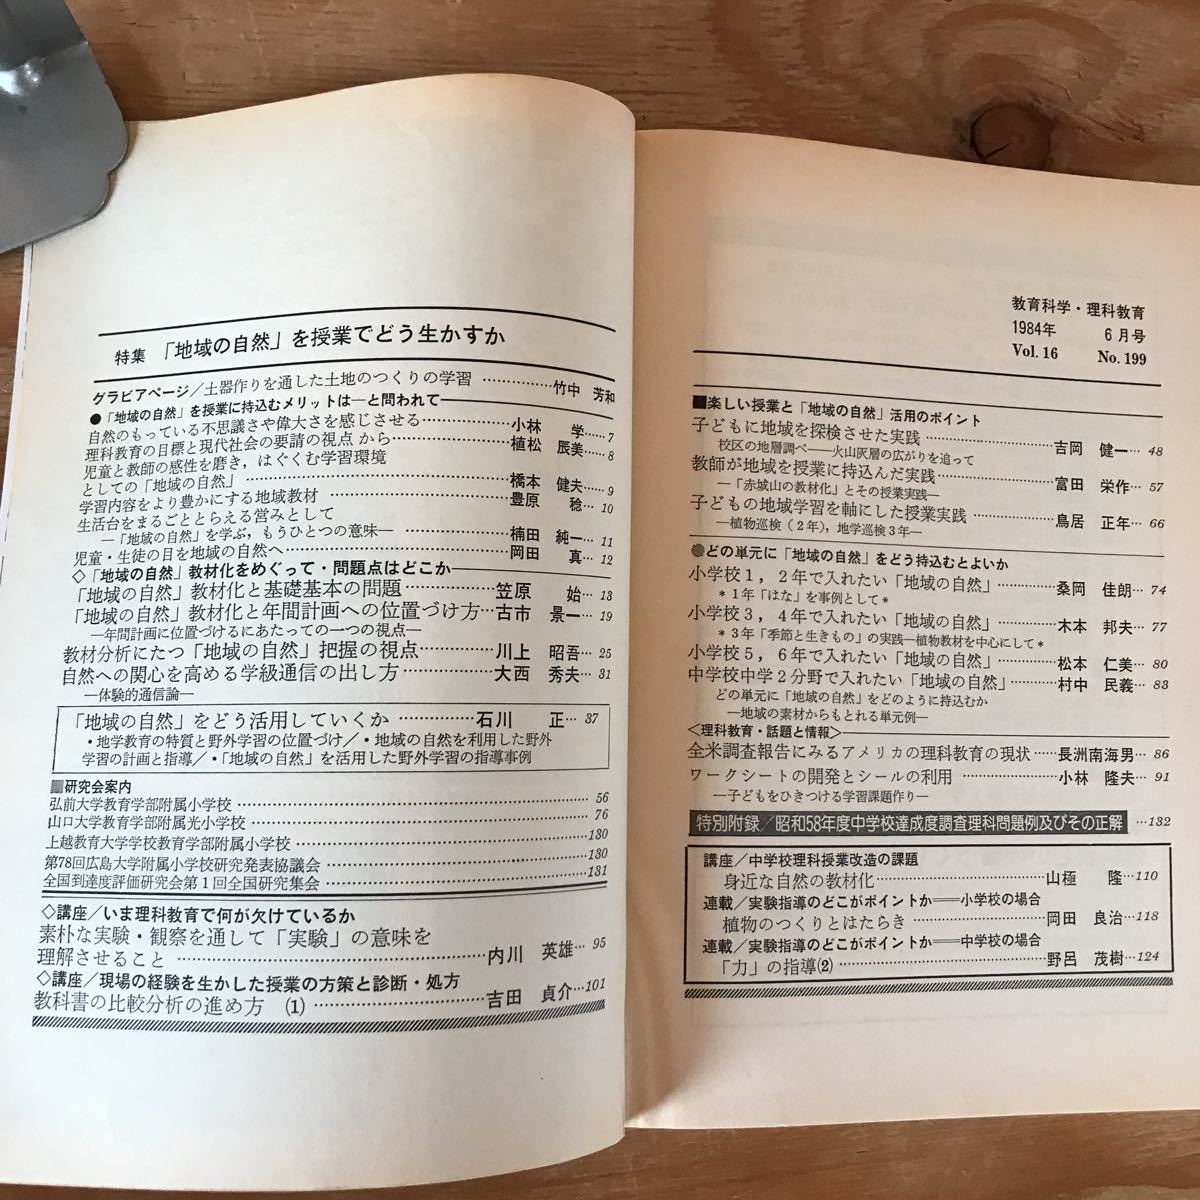 特集 「地域の自然」を授業でどう生かすか
グラビアページ／土器作りを通した土地のつくりの学習 ………… 竹中 芳和
●「地域の自然」を授業に持込むメリットは―と問われて―
自然のもっている不思議さや偉大さを感じさせる ………… 小林 学 …… 7
理科教育の目標と現代社会の要請の視点 から ………… 植松 辰美 … 8
児童と教師の感性を磨き，はぐくむ学習環境
としての「地域の自然」 ………… 橋本 健夫 … 9
学習内容をより豊かにする地域教材 ………… 豊原 稔 … 10
生活台をまるごととらえる営みとして
―「地域の自然」を学ぶ，もうひとつの意味― ………… 楠田 純一 … 11
児童・生徒の目を地域の自然へ ………… 岡田 真 … 12
◇「地域の自然」教材化をめぐって・問題点はどこか
「地域の自然」教材化と基礎基本の問題 ………… 笠原 始 … 13
「地域の自然」教材化と年間計画への位置づけ方 … 古市 景一 … 19
―年間計画に位置づけるにあたっての一つの視点―
教材分析にたつ「地域の自然」把握の視点 ………… 川上 昭吾 … 25
自然への関心を高める学級通信の出し方 ………… 大西 秀夫 … 31
―体験的通信論―
「地域の自然」をどう活用していくか ………… 石川 正 … 37
・地学教育の特質と野外学習の位置づけ／・地域の自然を利用した野外
学習の計画と指導／・「地域の自然」を活用した野外学習の指導事例
■研究会案内
弘前大学教育学部附属小学校 ………… 56
山口大学教育学部附属光小学校 ………… 76
上越教育大学学校教育学部附属小学校 ………… 130
第78回広島大学附属小学校研究発表協議会 ………… 130
全国到達度評価研究会第1回全国研究集会 ………… 131
◇講座／いま理科教育で何が欠けているか
素朴な実験・観察を通して「実験」の意味を
理解させること ………… 内川 英雄 … 95
◇講座／現場の経験を生かした授業の方策と診断・処方
教科書の比較分析の進め方 (1) ………… 吉田 貞介 … 101
教育科学・理科教育
1984年 6月号
Vol. 16 No. 199
■楽しい授業と「地域の自然」活用のポイント
子どもに地域を探検させた実践 ………… 吉岡 健一 … 48
校区の地層調べ――火山灰層の広がりを追って
教師が地域を授業に持込んだ実践 ………… 富田 栄作 … 57
―「赤城山の教材化」とその授業実践―
子どもの地域学習を軸にした授業実践 ………… 鳥居 正年 … 66
―植物巡検（2年），地学巡検3年―
●どの単元に「地域の自然」をどう持込むとよいか
小学校1，2年で入れたい「地域の自然」 ………… 桑岡 佳朗 … 74
＊1年「はな」を事例として＊
小学校3，4年で入れたい「地域の自然」 ………… 木本 邦夫 … 77
＊3年「季節と生きもの」の実践―植物教材を中心にして＊
小学校5，6年で入れたい「地域の自然」 ………… 松本 仁美 … 80
中学校中学2分野で入れたい「地域の自然」 ………… 村中 民義 … 83
どの単元に「地域の自然」をどのように持込むか
―地域の素材からもとれる単元例―
＜理科教育・話題と情報＞
全米調査報告にみるアメリカの理科教育の現状 …… 長洲南海男 … 86
ワークシートの開発とシールの利用 ………… 小林 隆夫 … 91
―子どもをひきつける学習課題作り―
特別附録／昭和58年度中学校達成度調査理科問題例及びその正解 … 132
講座／中学校理科授業改造の課題
身近な自然の教材化 ………… 山極 隆 … 110
連載／実験指導のどこがポイントか――小学校の場合
植物のつくりとはたらき ………… 岡田 良治 … 118
連載／実験指導のどこがポイントか――中学校の場合
「力」の指導(2) ………… 野呂 茂樹 … 124